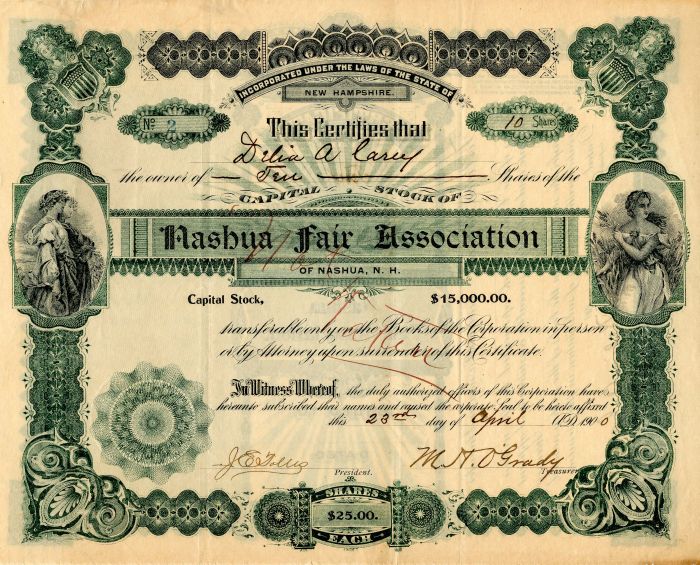 INCORPORATED UNDER THE LAWS OF THE STATE OF
NEW HAMPSHIRE.
No. 2
10 Shares
This Certifies that
Delia A. Carey
the owner of Ten Shares of the
CAPITAL STOCK OF
Nashua Fair Association
OF NASHUA, N. H.
Capital Stock, $15,000.00.
transferable only on the Books of the Corporation in person
or by Attorney upon surrender of this Certificate.
In Witness Whereof, the duly authorized officers of this Corporation have
hereunto subscribed their names and caused the corporate Seal to be hereto affixed
this 23rd day of April A.D. 1900
M. H. O'Grady
President. Treasurer
SHARES
$25.00.
EACH